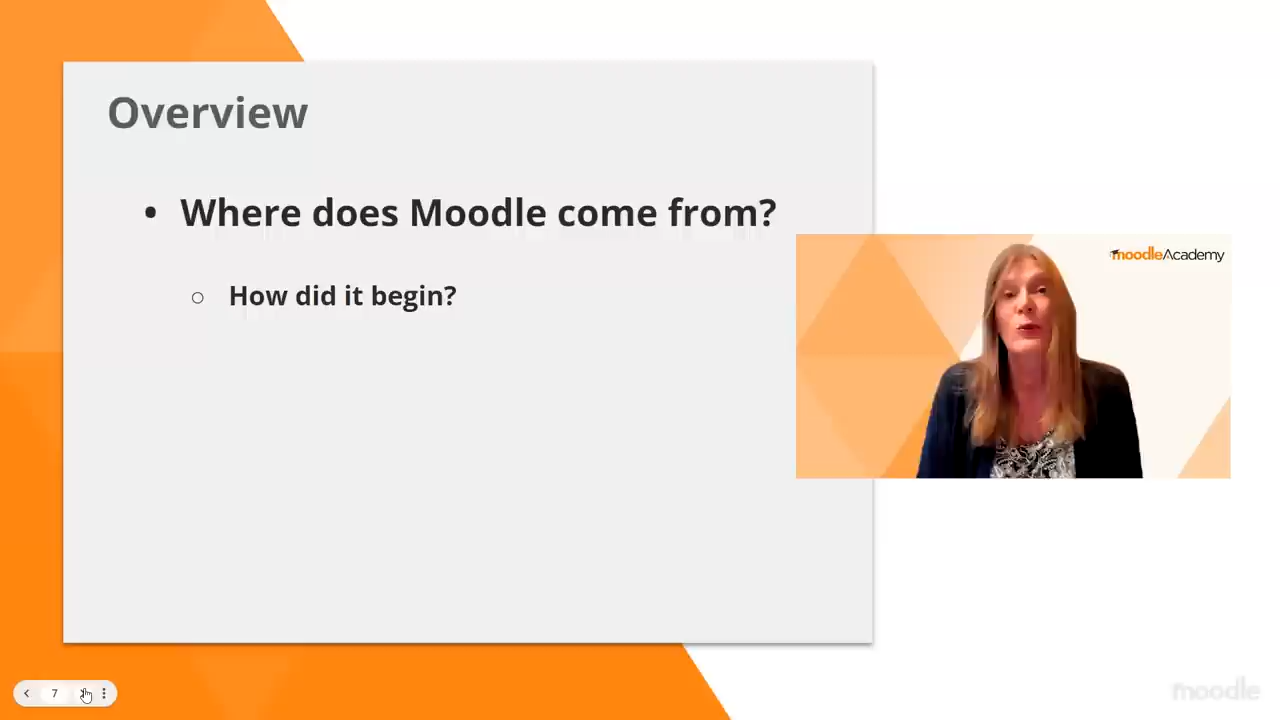 Overview
• Where does Moodle come from?
○ How did it begin?
moodleAcademy
7
moodle